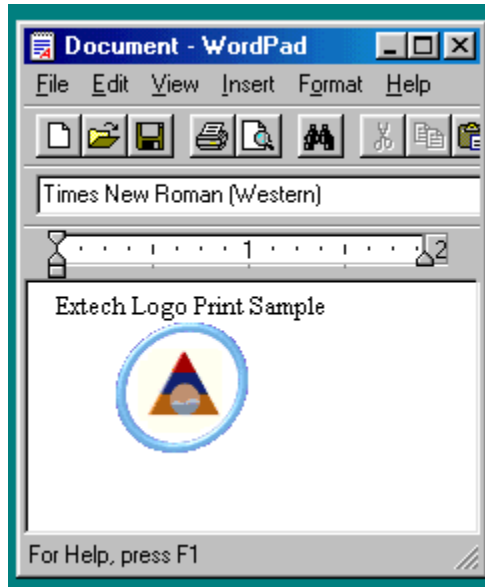 Document - WordPad
File Edit View Insert Format Help
Times New Roman (Western)
1 2
Extech Logo Print Sample
For Help, press F1